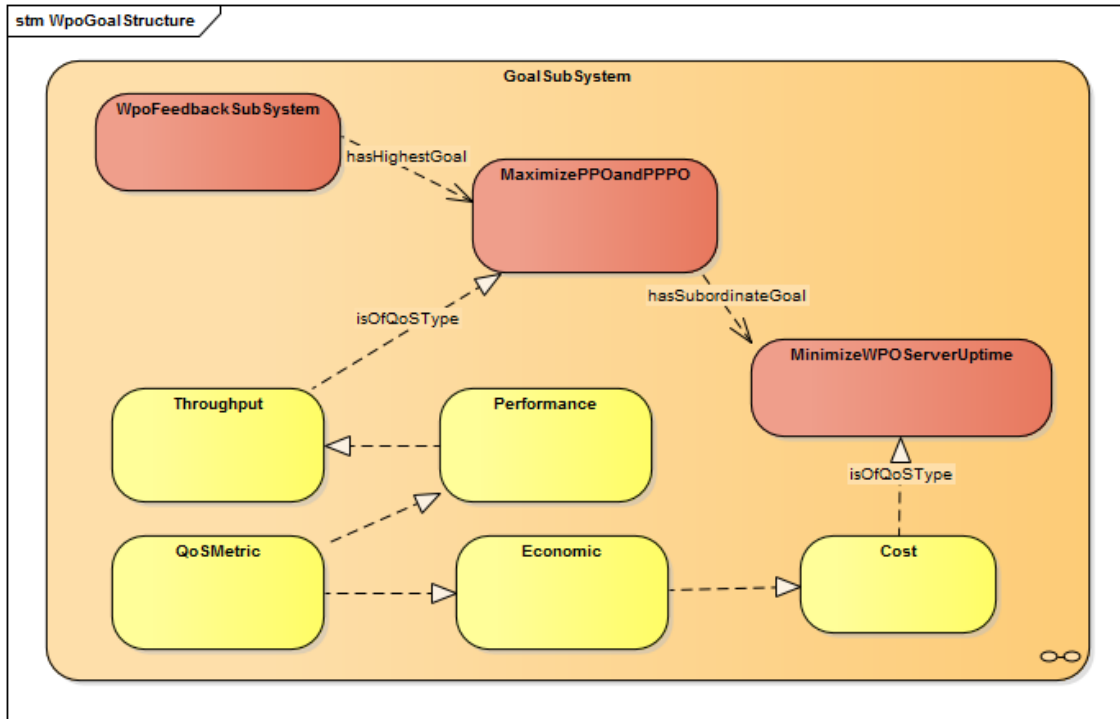 stm WpoGoalStructure
GoalSubSystem
WpoFeedbackSubSystem
hasHighestGoal
MaximizePPOandPPPO
hasSubordinateGoal
isOfQoSType
MinimizeWPOServerUptime
Throughput
Performance
isOfQoSType
QoSMetric
Economic
Cost